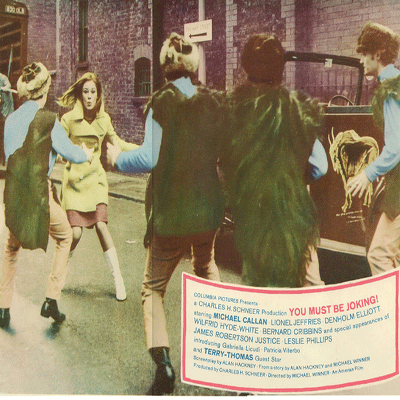 COLUMBIA PICTURES Presents
a CHARLES H. SCHNEER Production YOU MUST BE JOKING!
starring MICHAEL CALLAN · LIONEL JEFFRIES · DENHOLM ELLIOTT
WILFRID HYDE-WHITE · BERNARD CRIBBINS and special appearances of
JAMES ROBERTSON JUSTICE · LESLIE PHILLIPS
introducing Gabriella Licudi · Patricia Viterbo
and TERRY-THOMAS Guest Star
Screenplay by ALAN HACKNEY · From a story by ALAN HACKNEY and MICHAEL WINNER
Produced by CHARLES H. SCHNEER · Directed by MICHAEL WINNER · An Ameran Film